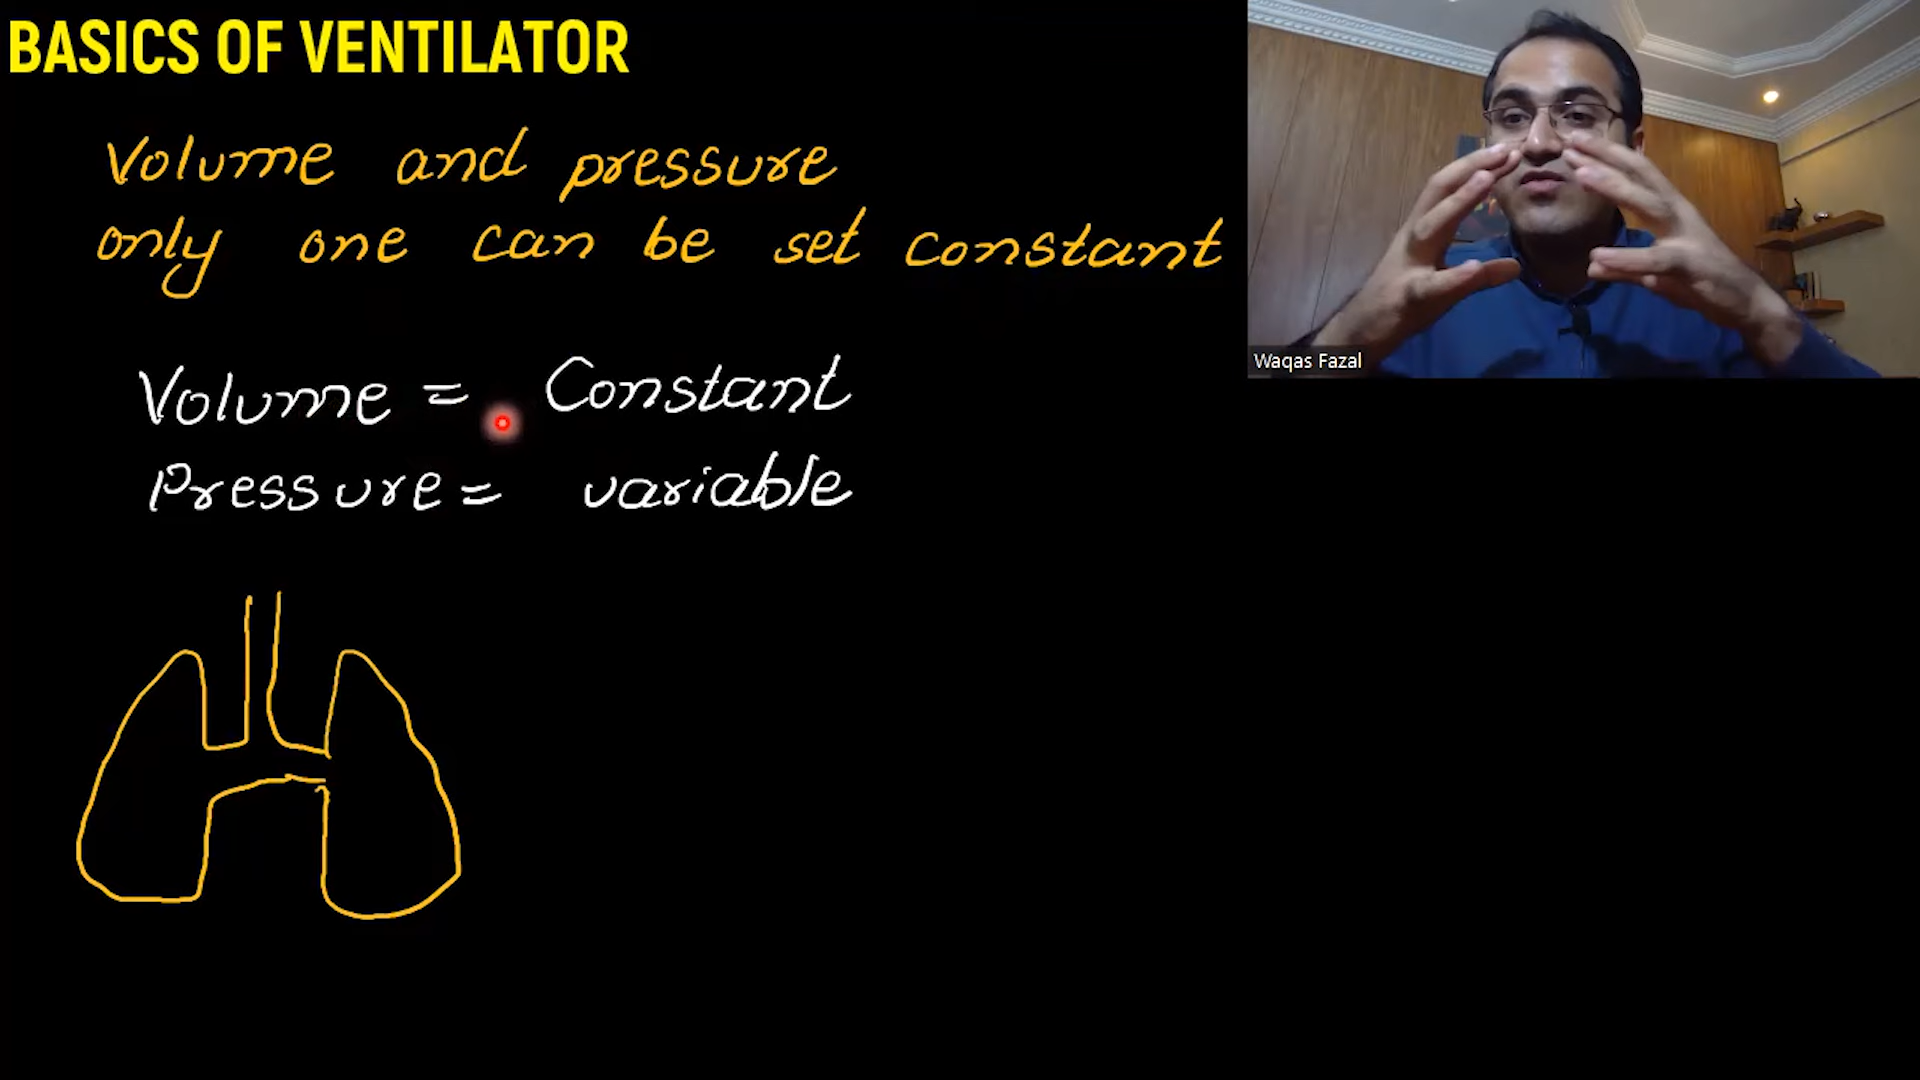 BASICS OF VENTILATOR
Volume and pressure
only one can be set constant
Volume = Constant
Pressure = variable
Waqas Fazal